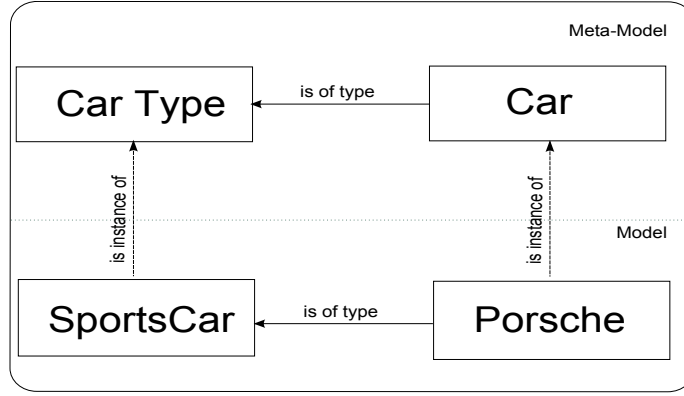 Meta-Model
Car Type
is of type
Car
is instance of
is instance of
Model
SportsCar
is of type
Porsche